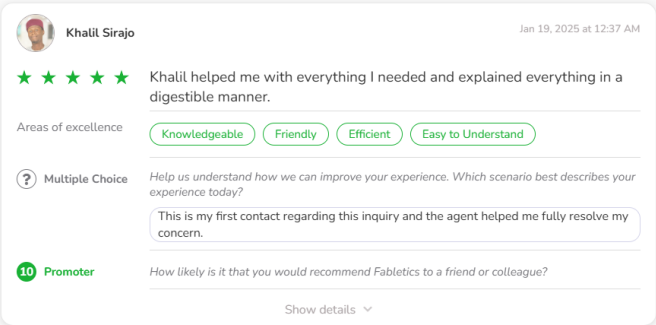 Khalil Sirajo
Jan 19, 2025 at 12:37 AM
Khalil helped me with everything I needed and explained everything in a
digestible manner.
Areas of excellence
Knowledgeable
Friendly
Efficient
Easy to Understand
? Multiple Choice
Help us understand how we can improve your experience. Which scenario best describes your
experience today?
This is my first contact regarding this inquiry and the agent helped me fully resolve my
concern.
10 Promoter
How likely is it that you would recommend Fabletics to a friend or colleague?
Show details